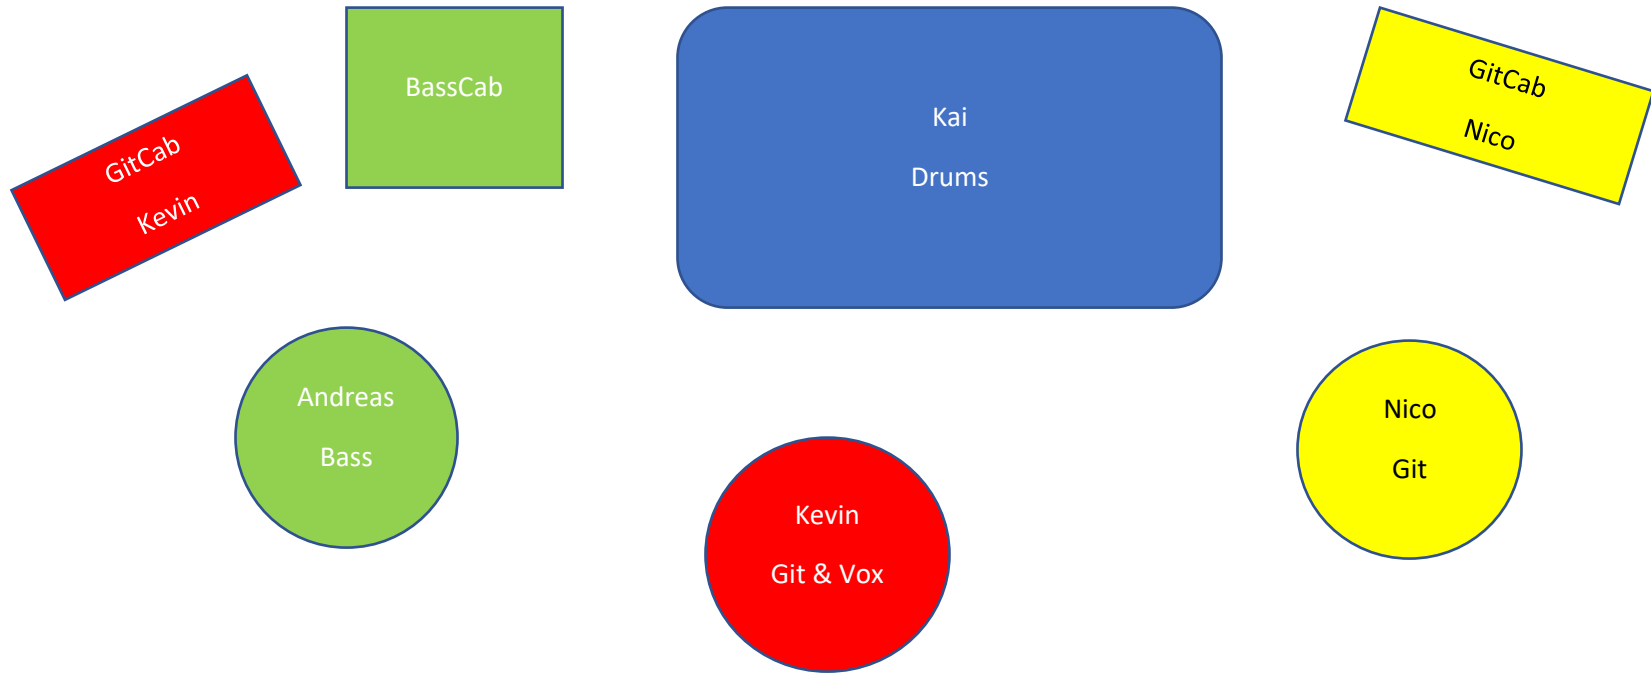 GitCab
Kevin
BassCab
Kai
Drums
GitCab
Nico
Andreas
Bass
Kevin
Git & Vox
Nico
Git